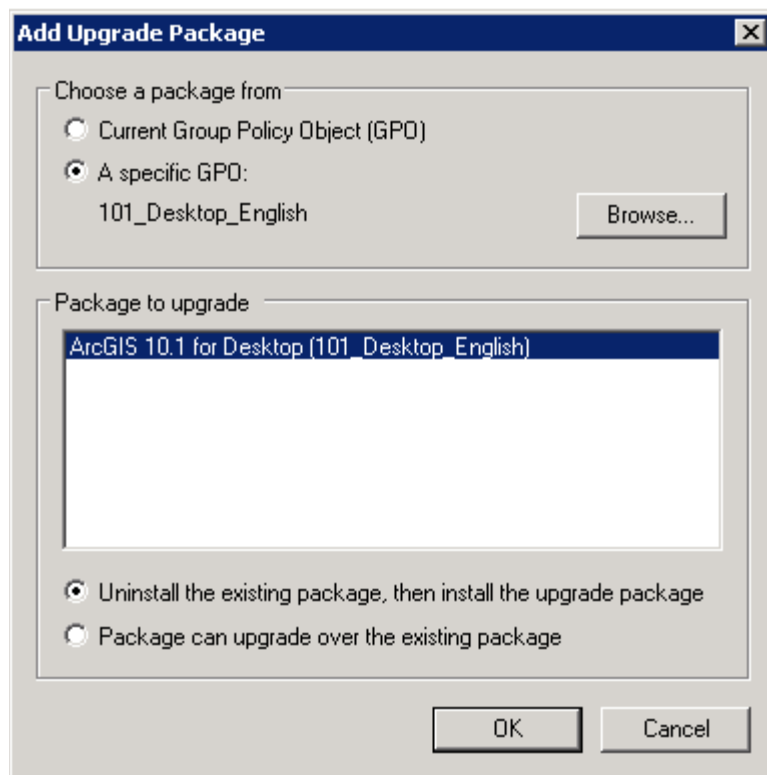 Add Upgrade Package
Choose a package from
Current Group Policy Object (GPO)
A specific GPO:
101_Desktop_English
Browse...
Package to upgrade
ArcGIS 10.1 for Desktop (101_Desktop_English)
Uninstall the existing package, then install the upgrade package
Package can upgrade over the existing package
OK
Cancel